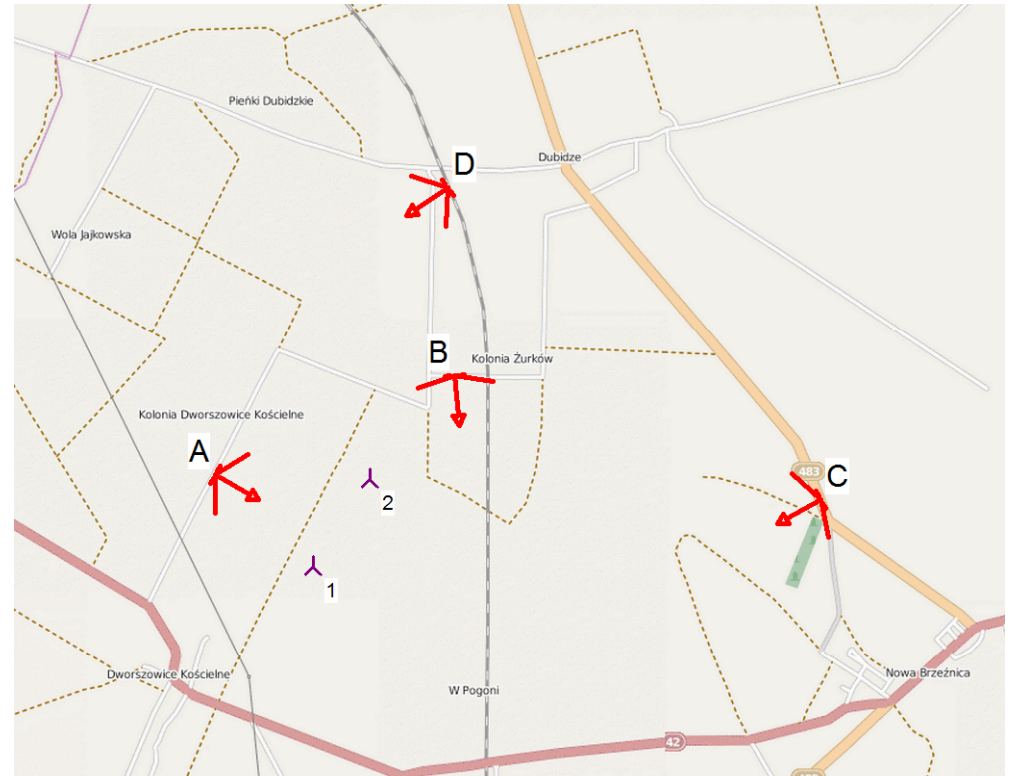 Pieńki Dubidzkie
D
Dubidze
Wola Jajkowska
B
Kolonia Żurków
Kolonia Dworszowice Kościelne
A
483
C
2
1
Dworszowice Kościelne
Nowa Brzeźnica
W Pogoni
42